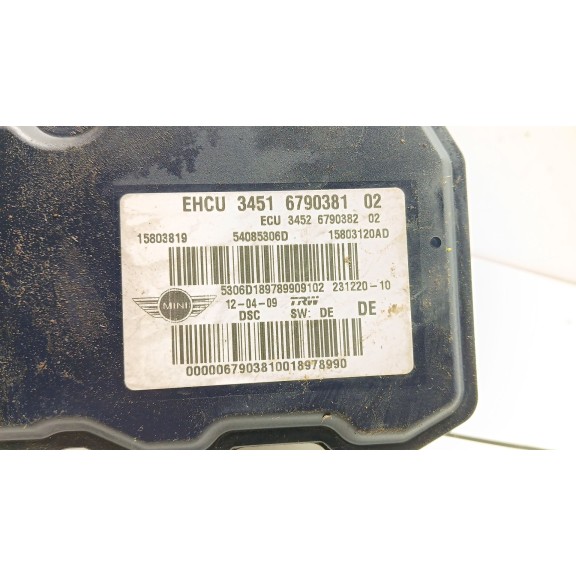 EHCU 3451 6790381 02
ECU 3452 6790382 02
15803819 54085306D 15803120AD
5306D189789909102 231220-10
MINI 12-04-09 TRW DE
DSC SW: DE
0000067903810018978990